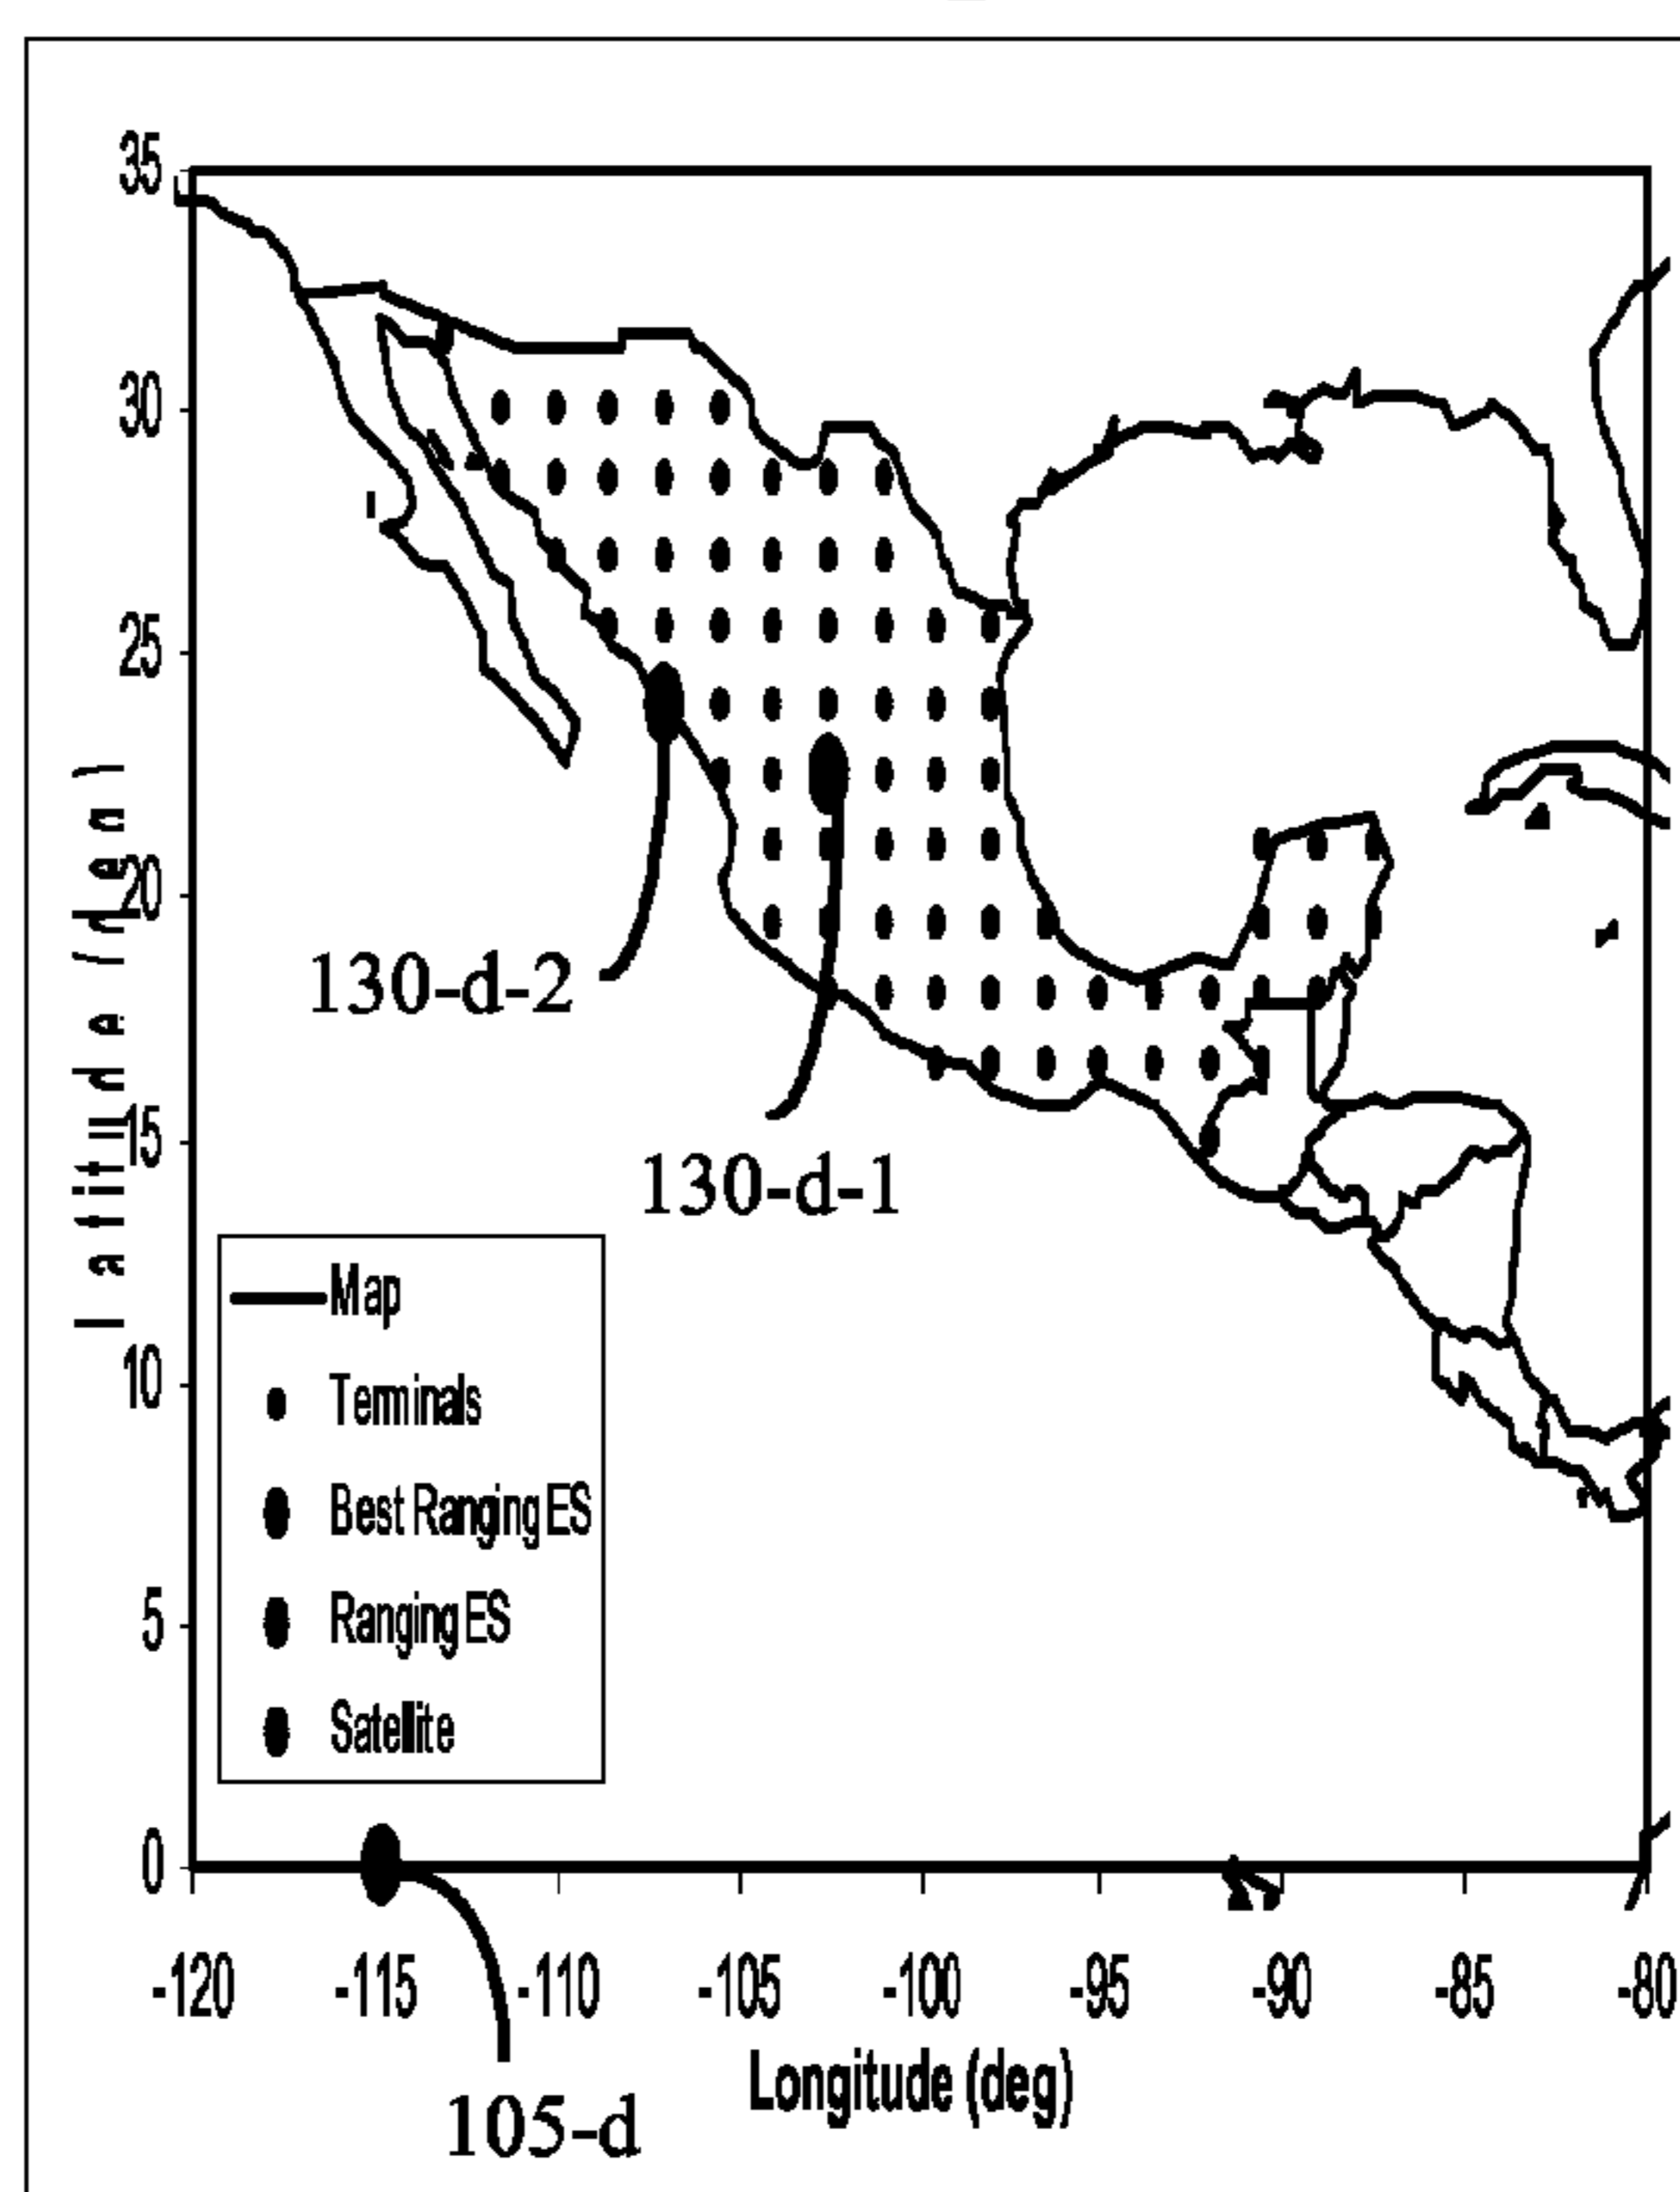 35
30
25
20
15
10
5
0
Latitude (deg)
130-d-2
130-d-1
Map
Terminals
Best Ranging ES
Ranging ES
Satellite
-120 -115 -110 -105 -100 -95 -90 -85 -80
Longitude (deg)
105-d